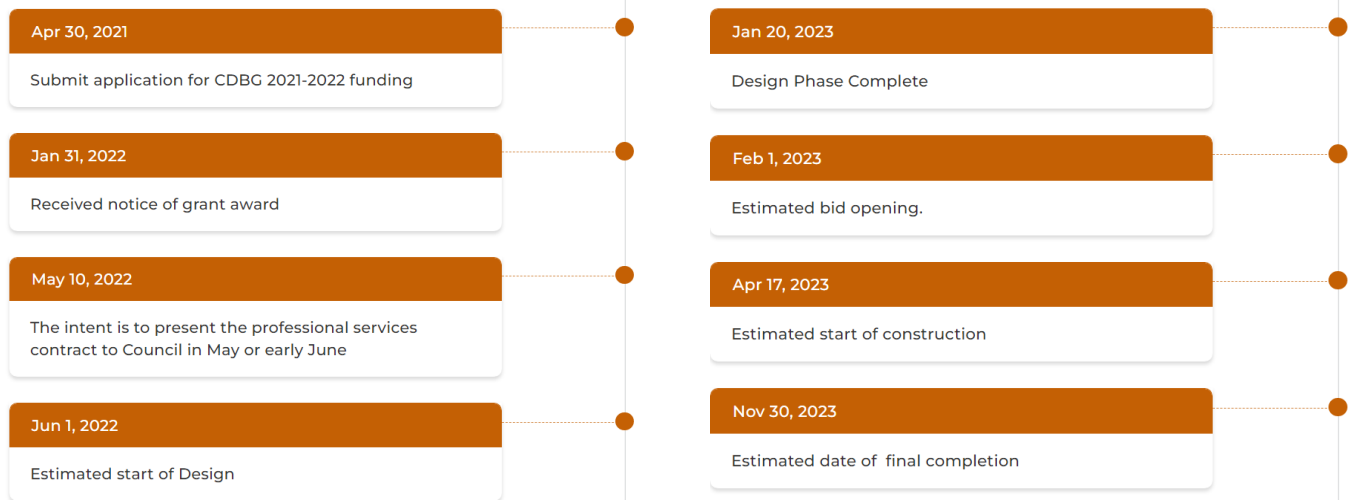 Apr 30, 2021
Submit application for CDBG 2021-2022 funding
Jan 31, 2022
Received notice of grant award
May 10, 2022
The intent is to present the professional services
contract to Council in May or early June
Jun 1, 2022
Estimated start of Design
Jan 20, 2023
Design Phase Complete
Feb 1, 2023
Estimated bid opening.
Apr 17, 2023
Estimated start of construction
Nov 30, 2023
Estimated date of  final completion